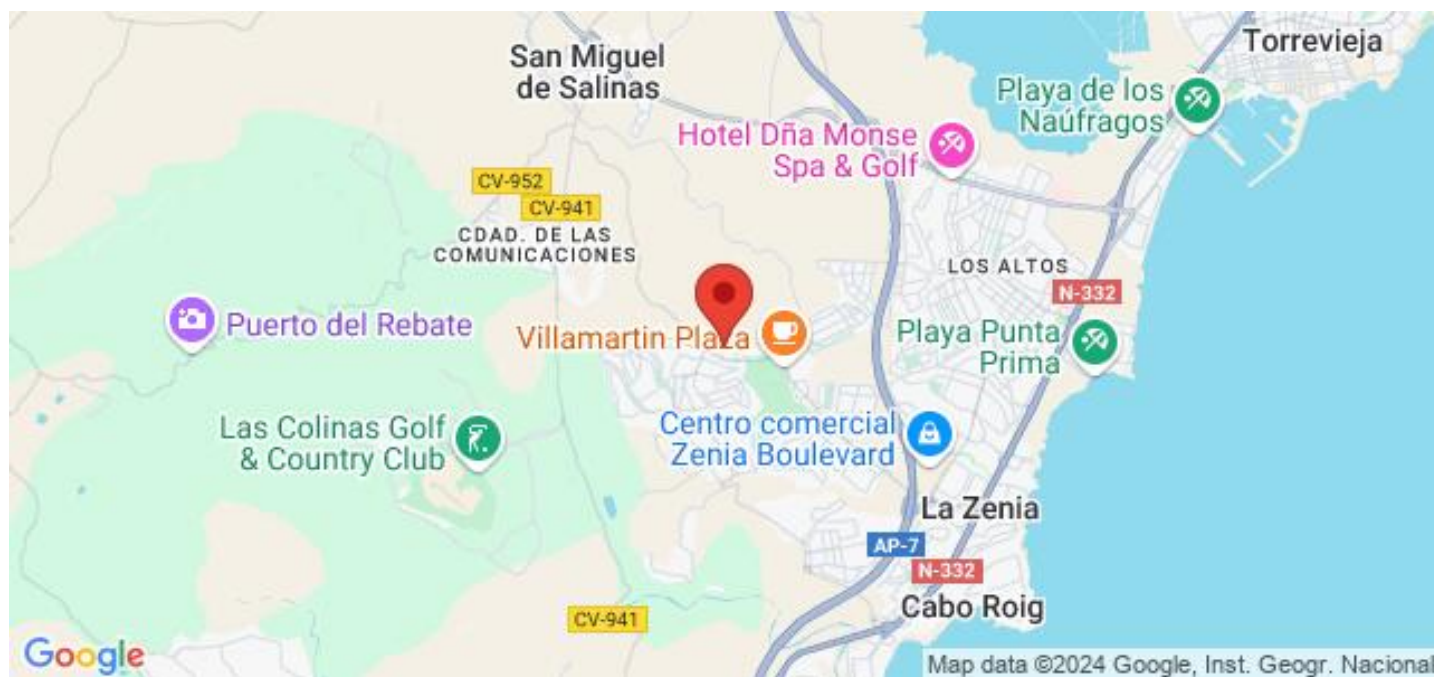 Torrevieja
San Miguel
de Salinas
Playa de los
Naúfragos
Hotel Dña Monse
Spa & Golf
CV-952
CV-941
CDAD. DE LAS
COMUNICACIONES
LOS ALTOS
N-332
Puerto del Rebate
Villamartin Plaza
Playa Punta
Prima
Las Colinas Golf
& Country Club
Centro comercial
Zenia Boulevard
La Zenia
AP-7
N-332
Cabo Roig
CV-941
Google
Map data ©2024 Google, Inst. Geogr. Nacional